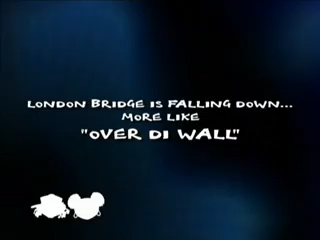 LONDON BRIDGE IS FALLING DOWN...
MORE LIKE
"OVER DI WALL"